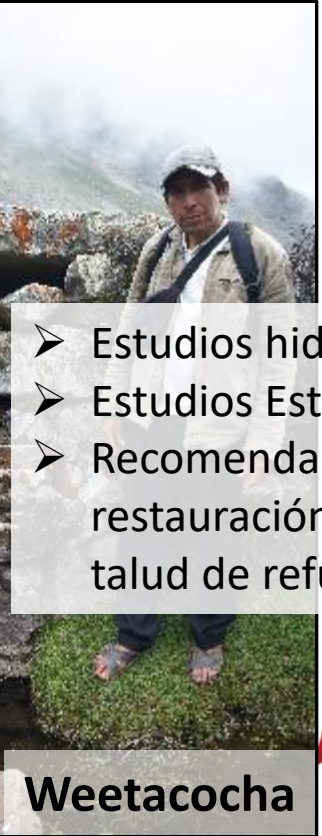 ➢ Estudios hid
➢ Estudios Est
➢ Recomenda
restauración
talud de refu
Weetacocha